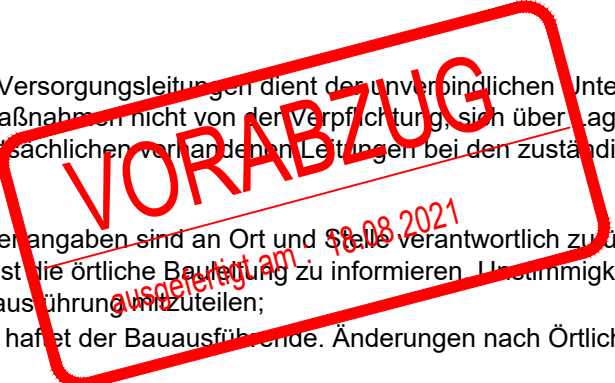 Versorgungsleitungen dient der unverbindlichen Unte
aßnahmen nicht von der Verpflichtung, sich über Lag
tsächlichen vorhandenen Leitungen bei den zuständi
VORABZUG
ausgefertigt am : 18.08.2021
enangaben sind an Ort und Stelle verantwortlich zu ü
st die örtliche Bauleitung zu informieren. Unstimmigk
ausführung mitzuteilen;
haftet der Bauausführende. Änderungen nach Örtlich